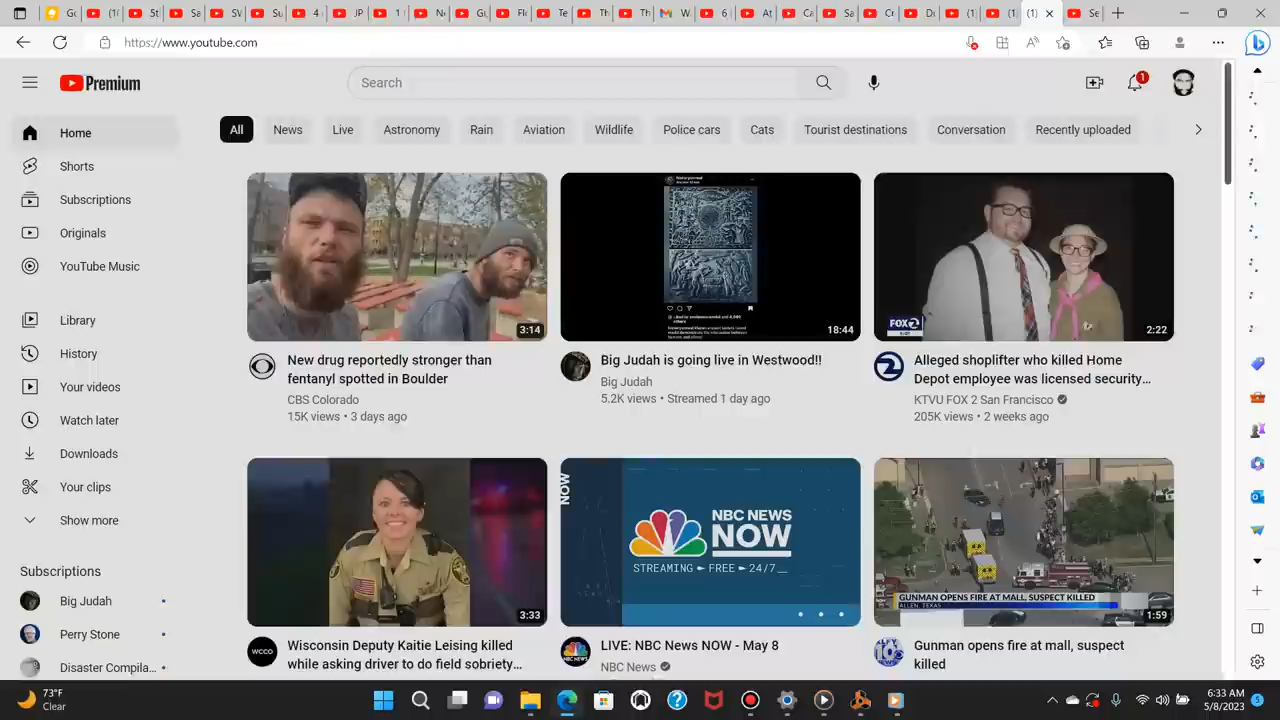 https://www.youtube.com
Premium
Search
1
Home
All
News
Live
Astronomy
Rain
Aviation
Wildlife
Police cars
Cats
Tourist destinations
Conversation
Recently uploaded
Shorts
Subscriptions
Originals
YouTube Music
Library
History
Your videos
Watch later
Downloads
Your clips
Show more
Subscriptions
Big Judah
Perry Stone
Disaster Compila...
3:14
New drug reportedly stronger than
fentanyl spotted in Boulder
CBS Colorado
15K views • 3 days ago
18:44
Big Judah is going live in Westwood!!
Big Judah
5.2K views • Streamed 1 day ago
FOX 2
2:22
Alleged shoplifter who killed Home
Depot employee was licensed security...
KTVU FOX 2 San Francisco
205K views • 2 weeks ago
3:33
WCCO
Wisconsin Deputy Kaitie Leising killed
while asking driver to do field sobriety...
NOW
NBC NEWS
NOW
STREAMING FREE 24/7
LIVE: NBC News NOW - May 8
NBC News
GUNMAN OPENS FIRE AT MALL, SUSPECT KILLED
ALLEN, TEXAS
1:59
Gunman opens fire at mall, suspect
killed
73°F
Clear
6:33 AM
5/8/2023
5